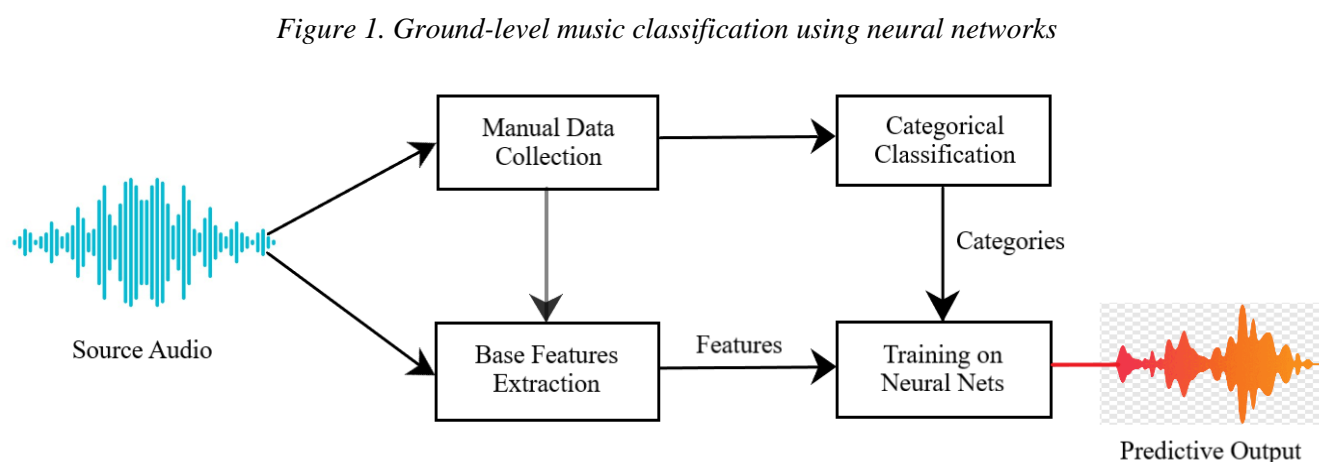 Figure 1. Ground-level music classification using neural networks
Manual Data
Collection
Categorical
Classification
Categories
Source Audio
Base Features
Extraction
Features
Training on
Neural Nets
Predictive Output